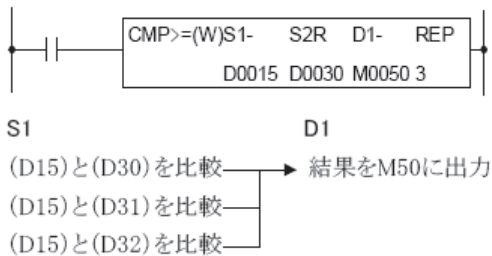 CMP>=(W)S1- S2R D1- REP
D0015 D0030 M0050 3
S1 D1
(D15)と(D30)を比較 結果をM50に出力
(D15)と(D31)を比較
(D15)と(D32)を比較